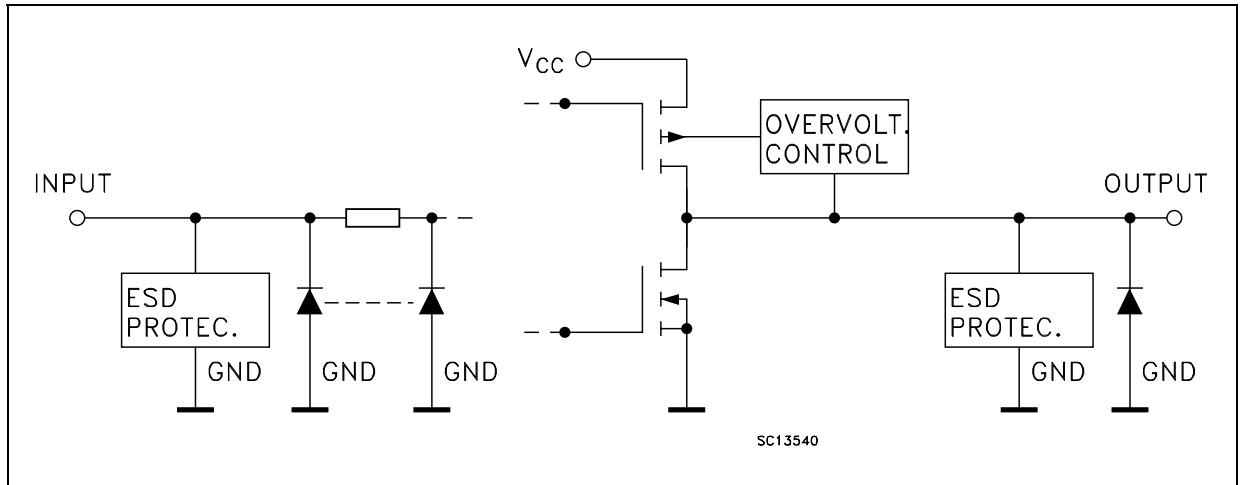 VCC
OVERVOLT.
CONTROL
INPUT
OUTPUT
ESD
PROTEC.
ESD
PROTEC.
GND
GND
GND
GND
GND
SC13540